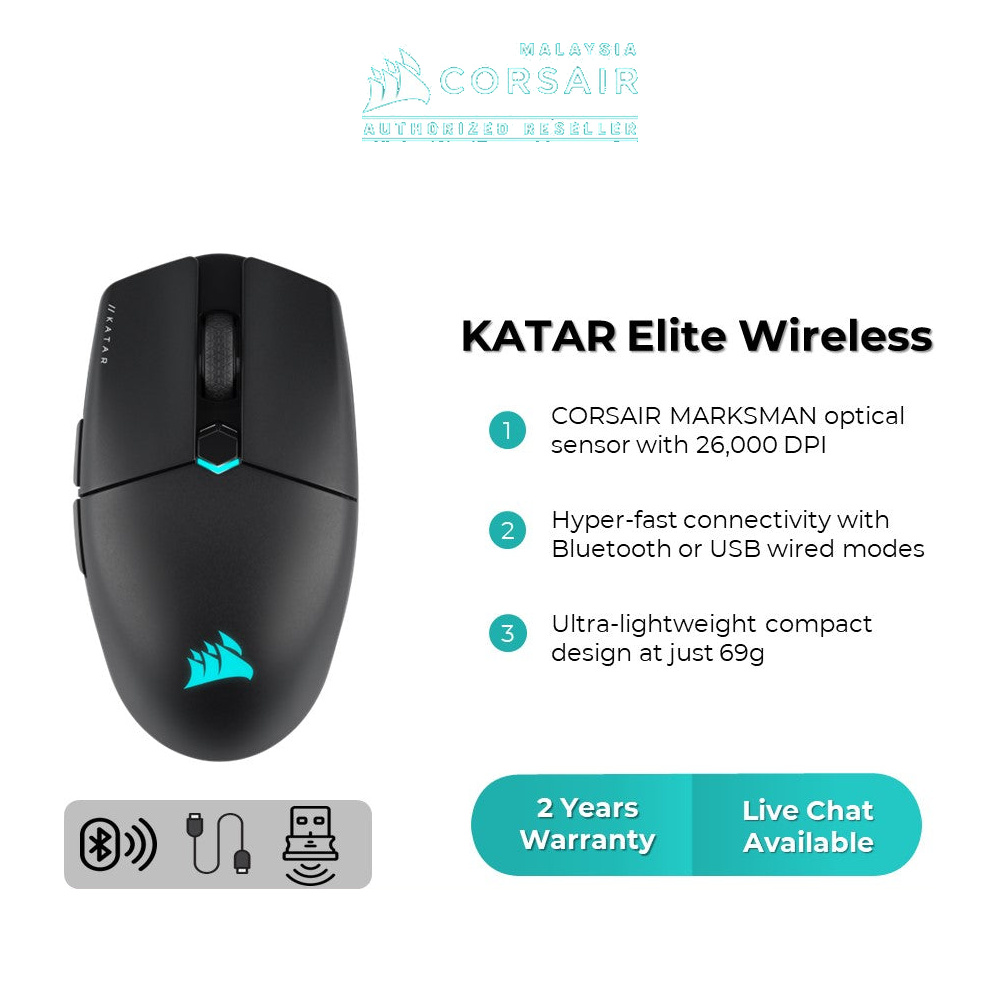 MALAYSIA
CORSAIR
AUTHORIZED RESELLER
// KATAR
KATAR Elite Wireless
1
CORSAIR MARKSMAN optical
sensor with 26,000 DPI
2
Hyper-fast connectivity with
Bluetooth or USB wired modes
3
Ultra-lightweight compact
design at just 69g
2 Years
Warranty
Live Chat
Available